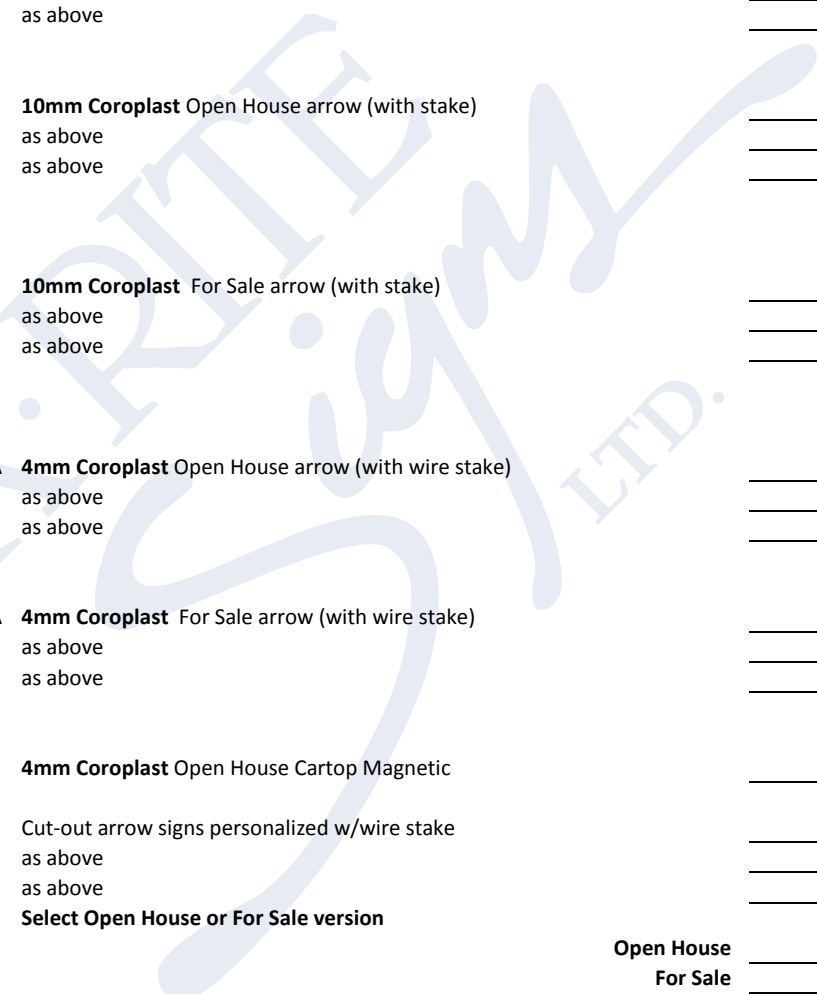 as above
10mm Coroplast Open House arrow (with stake)
as above
as above
10mm Coroplast For Sale arrow (with stake)
as above
as above
4mm Coroplast Open House arrow (with wire stake)
as above
as above
4mm Coroplast For Sale arrow (with wire stake)
as above
as above
4mm Coroplast Open House Cartop Magnetic
Cut-out arrow signs personalized w/wire stake
as above
as above
Select Open House or For Sale version
Open House
For Sale
·RITE
Signs
LTD.